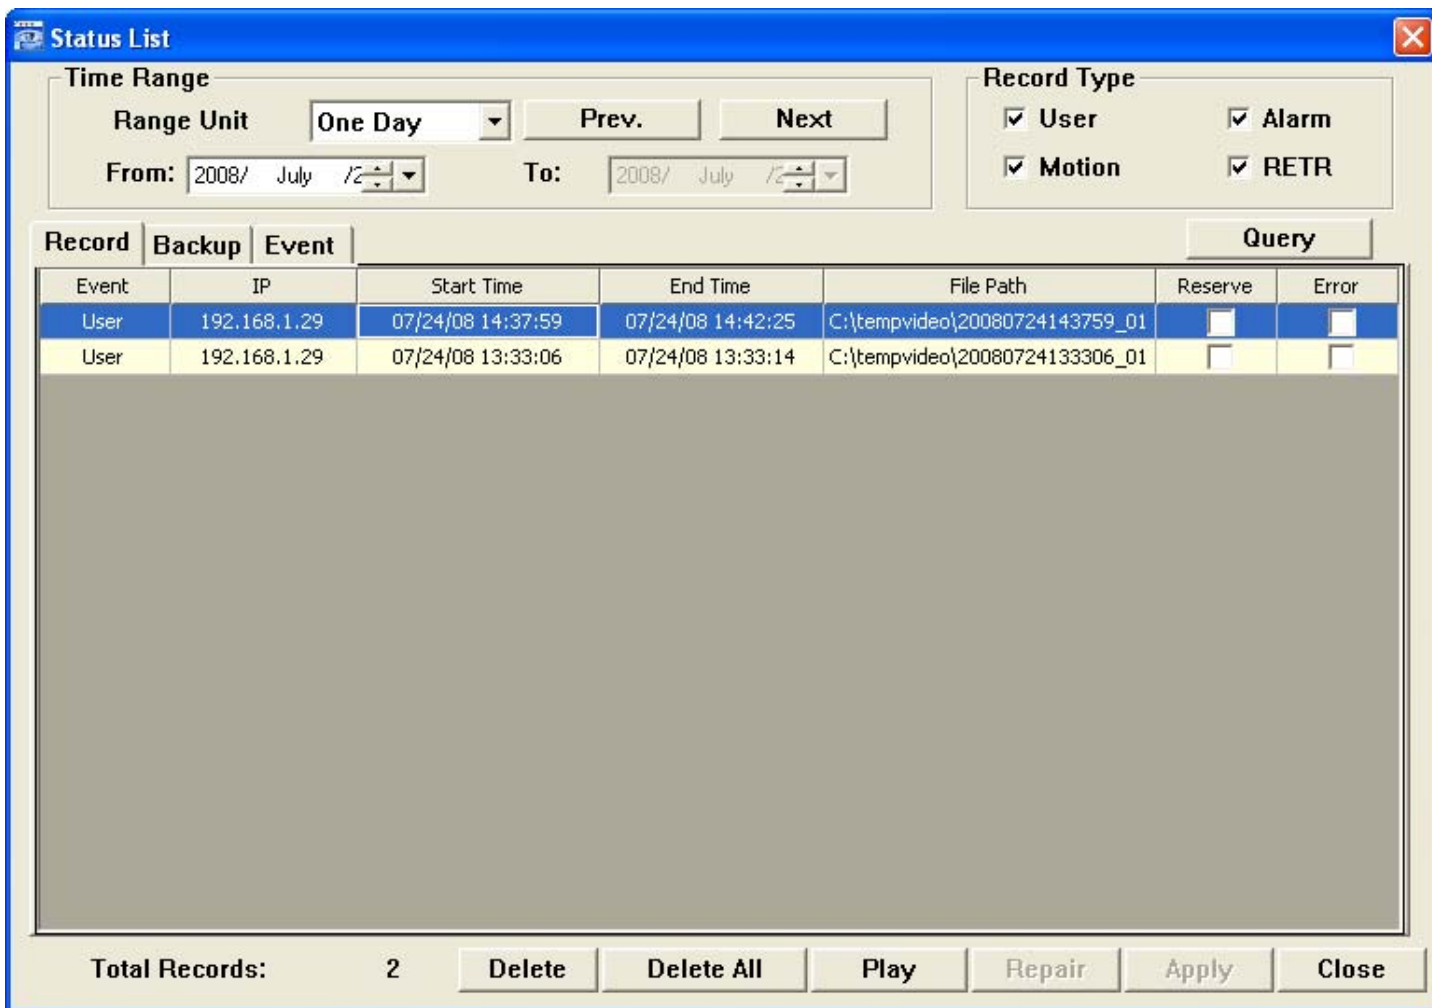 Status List
Time Range
Record Type
Range Unit One Day Prev. Next
User Alarm
From: 2008/ July /2 To: 2008/ July /2
Motion RETR
Record Backup Event Query
Event IP Start Time End Time File Path Reserve Error
User 192.168.1.29 07/24/08 14:37:59 07/24/08 14:42:25 C:\tempvideo\20080724143759_01
User 192.168.1.29 07/24/08 13:33:06 07/24/08 13:33:14 C:\tempvideo\20080724133306_01
Total Records: 2 Delete Delete All Play Repair Apply Close